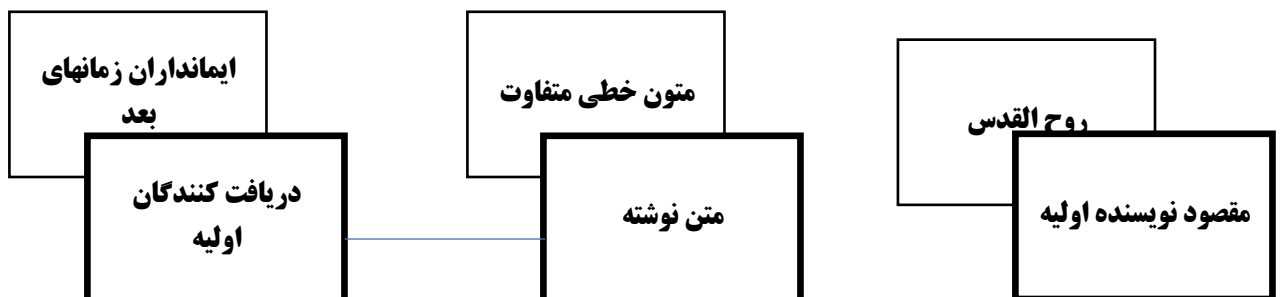 روح القدس
مقصود نویسنده اولیه
متون خطی متفاوت
متن نوشته
ایمانداران زمانهای
بعد
دریافت کنندگان
اولیه